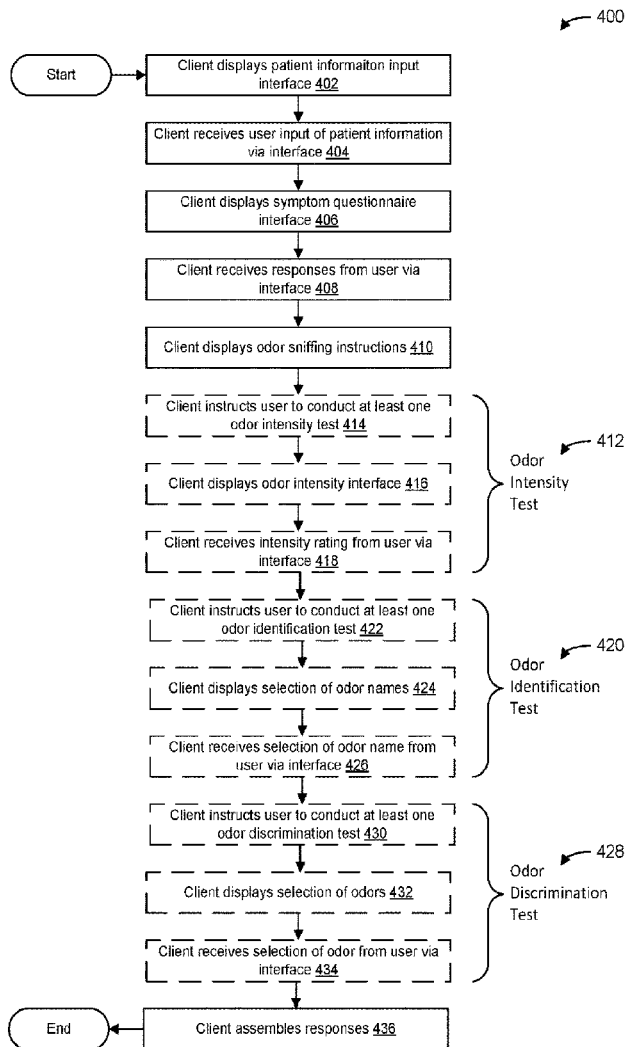 400
Start
Client displays patient informaiton input
interface 402
Client receives user input of patient information
via interface 404
Client displays symptom questionnaire
interface 406
Client receives responses from user via
interface 408
Client displays odor sniffing instructions 410
Client instructs user to conduct at least one
odor intensity test 414
Client displays odor intensity interface 416
Client receives intensity rating from user via
interface 418
412
Odor
Intensity
Test
Client instructs user to conduct at least one
odor identification test 422
Client displays selection of odor names 424
Client receives selection of odor name from
user via interface 426
420
Odor
Identification
Test
Client instructs user to conduct at least one
odor discrimination test 430
Client displays selection of odors 432
Client receives selection of odor from user via
interface 434
428
Odor
Discrimination
Test
Client assembles responses 436
End